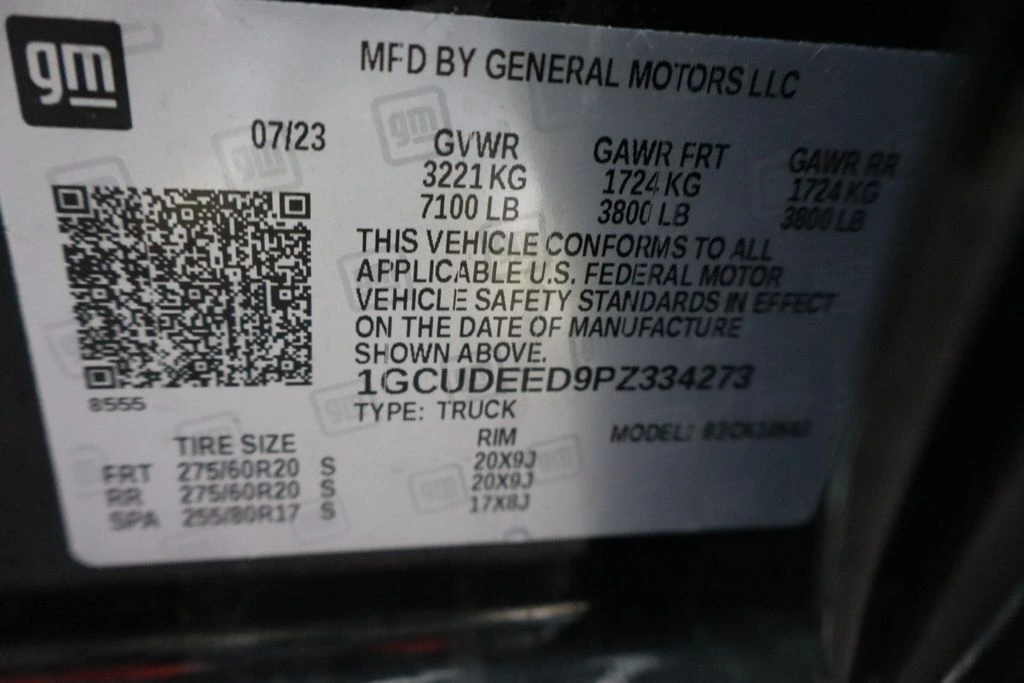 gm
MFD BY GENERAL MOTORS LLC
07/23
GVWR GAWR FRT GAWR RR
3221 KG 1724 KG 1724 KG
7100 LB 3800 LB 3800 LB
THIS VEHICLE CONFORMS TO ALL
APPLICABLE U.S. FEDERAL MOTOR
VEHICLE SAFETY STANDARDS IN EFFECT
ON THE DATE OF MANUFACTURE
SHOWN ABOVE.
1GCUDEED9PZ334273
8555
TYPE: TRUCK
MODEL:
TIRE SIZE RIM
FRT 275/60R20 S 20X9J
RR 275/60R20 S 20X9J
SPA 255/80R17 S 17X8J